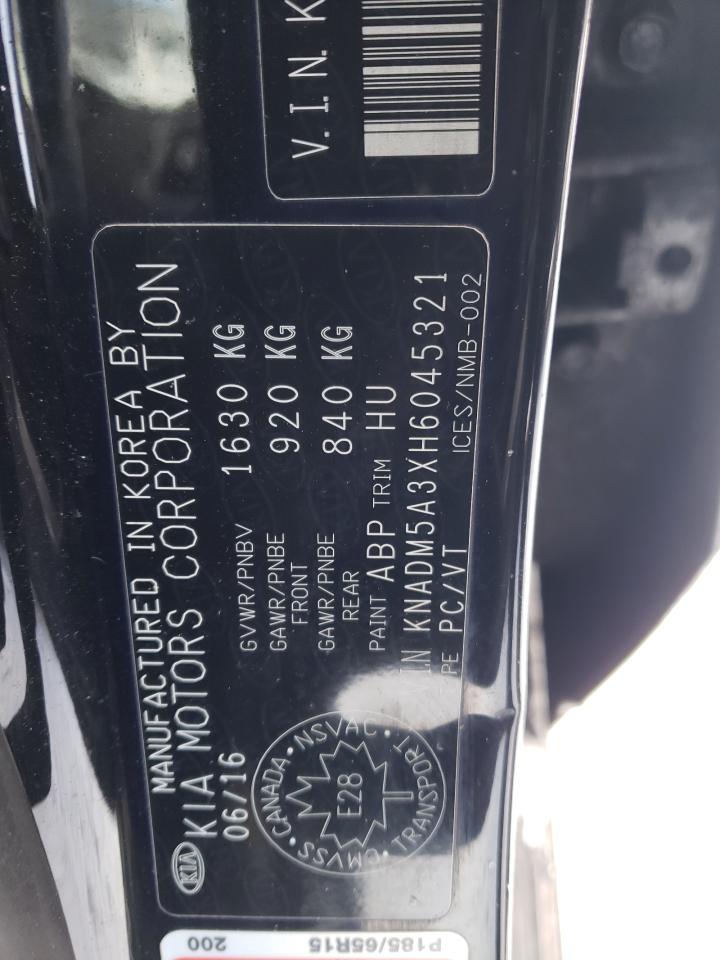 V.I.N. K
MANUFACTURED IN KOREA BY
KIA KIA MOTORS CORPORATION
06/16
GVWR/PNBV 1630 KG
GAWR/PNBE FRONT 920 KG
GAWR/PNBE REAR 840 KG
PAINT ABP TRIM HU
VIN KNADM5A3XH6045321
PE PC/VT ICES/NMB-002
CANADA • NSVAC • TRANSPORT • CMVSS •
E28
P185/65R15
200